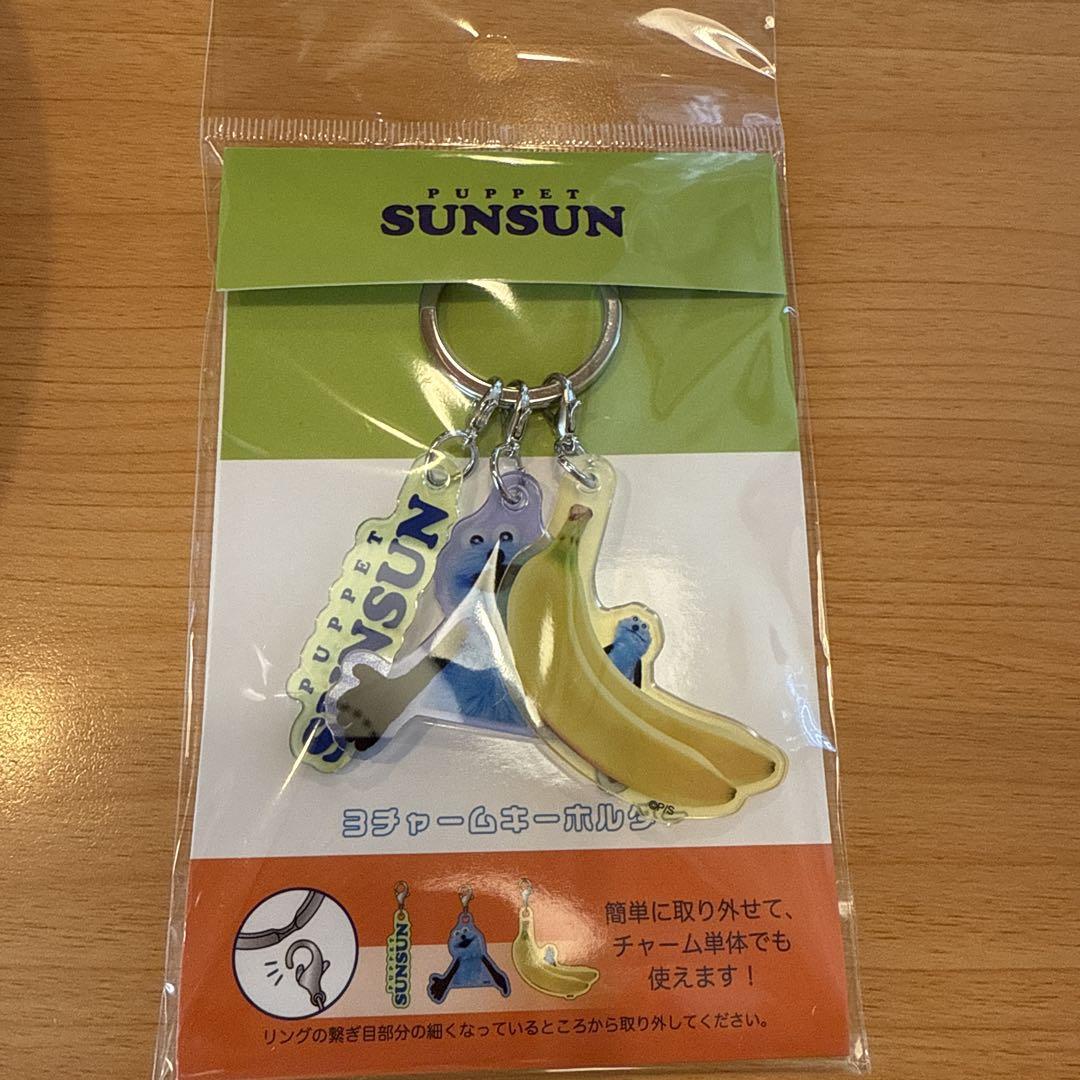 PUPPET
SUNSUN
PUPPET
SUNSUN
©P/S
3チャームキーホルダー
PUPPET
SUNSUN
簡単に取り外せて、
チャーム単体でも
使えます！
リングの繋ぎ目部分の細くなっているところから取り外してください。